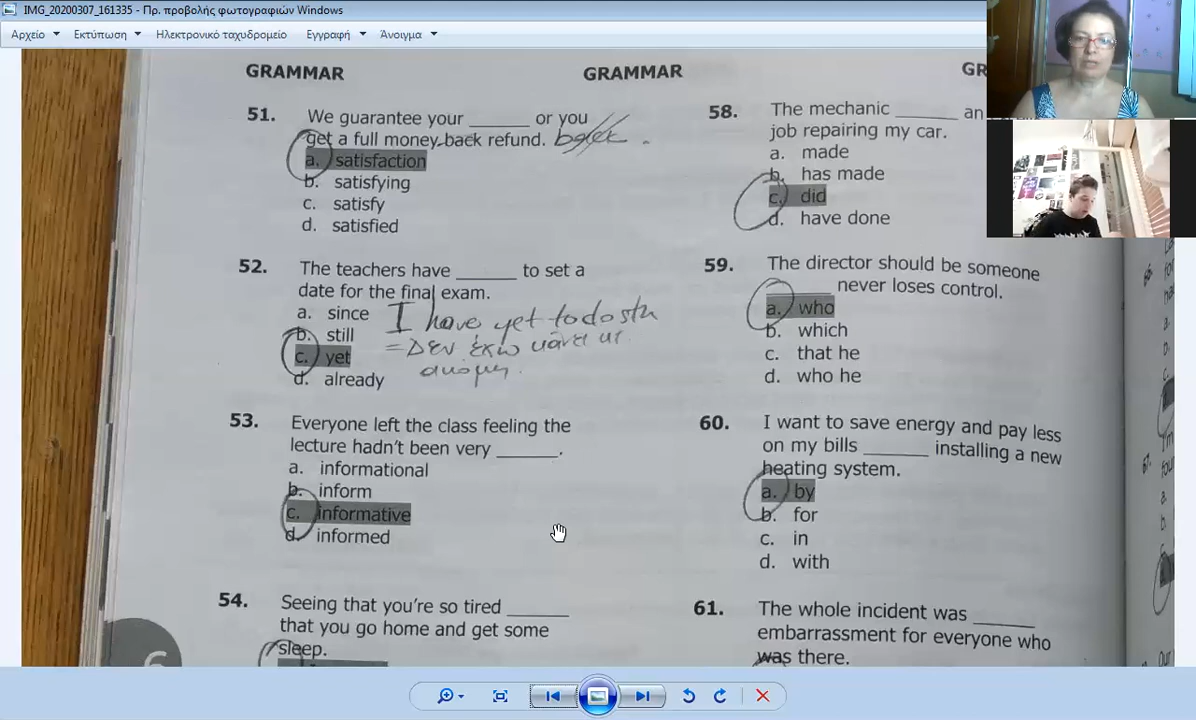 IMG_20200307_161335 - Πρ. προβολής φωτογραφιών Windows
Αρχείο Εκτύπωση Ηλεκτρονικό ταχυδρομείο Εγγραφή Άνοιγμα
GRAMMAR
51. We guarantee your ______ or you
get a full money-back refund.
a. satisfaction
b. satisfying
c. satisfy
d. satisfied
52. The teachers have ______ to set a
date for the final exam.
a. since
b. still
c. yet
d. already
I have yet to do sth
= Δεν έχω κάνει κτ
ακόμη.
53. Everyone left the class feeling the
lecture hadn't been very ______.
a. informational
b. inform
c. informative
d. informed
54. Seeing that you're so tired ______
that you go home and get some
sleep.
6
GRAMMAR
58. The mechanic ______ an
job repairing my car.
a. made
b. has made
c. did
d. have done
59. The director should be someone
______ never loses control.
a. who
b. which
c. that he
d. who he
60. I want to save energy and pay less
on my bills ______ installing a new
heating system.
a. by
b. for
c. in
d. with
61. The whole incident was ______
embarrassment for everyone who
was there.
GR